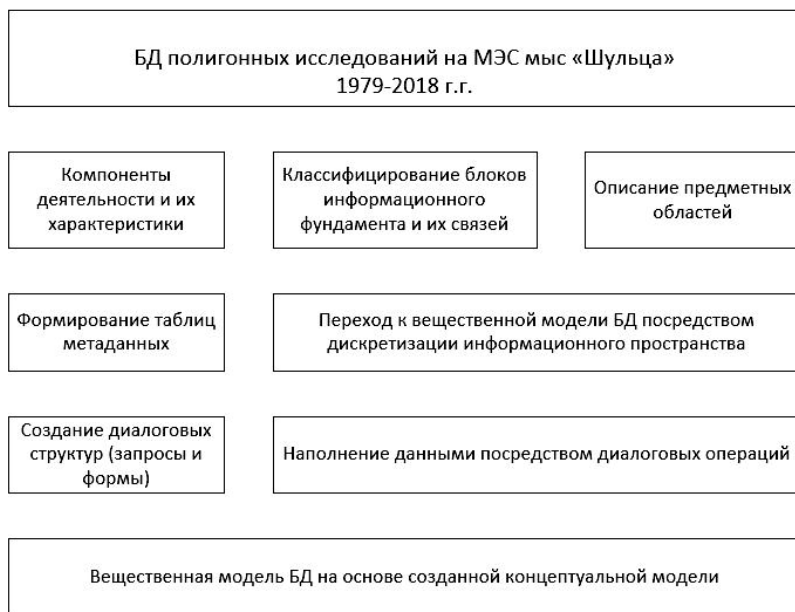 БД полигонных исследований на МЭС мыс «Шульца»
1979-2018 г.г.
Компоненты
деятельности и их
характеристики
Классифицирование блоков
информационного
фундамента и их связей
Описание предметных
областей
Формирование таблиц
метаданных
Переход к вещественной модели БД посредством
дискретизации информационного пространства
Создание диалоговых
структур (запросы и
формы)
Наполнение данными посредством диалоговых операций
Вещественная модель БД на основе созданной концептуальной модели